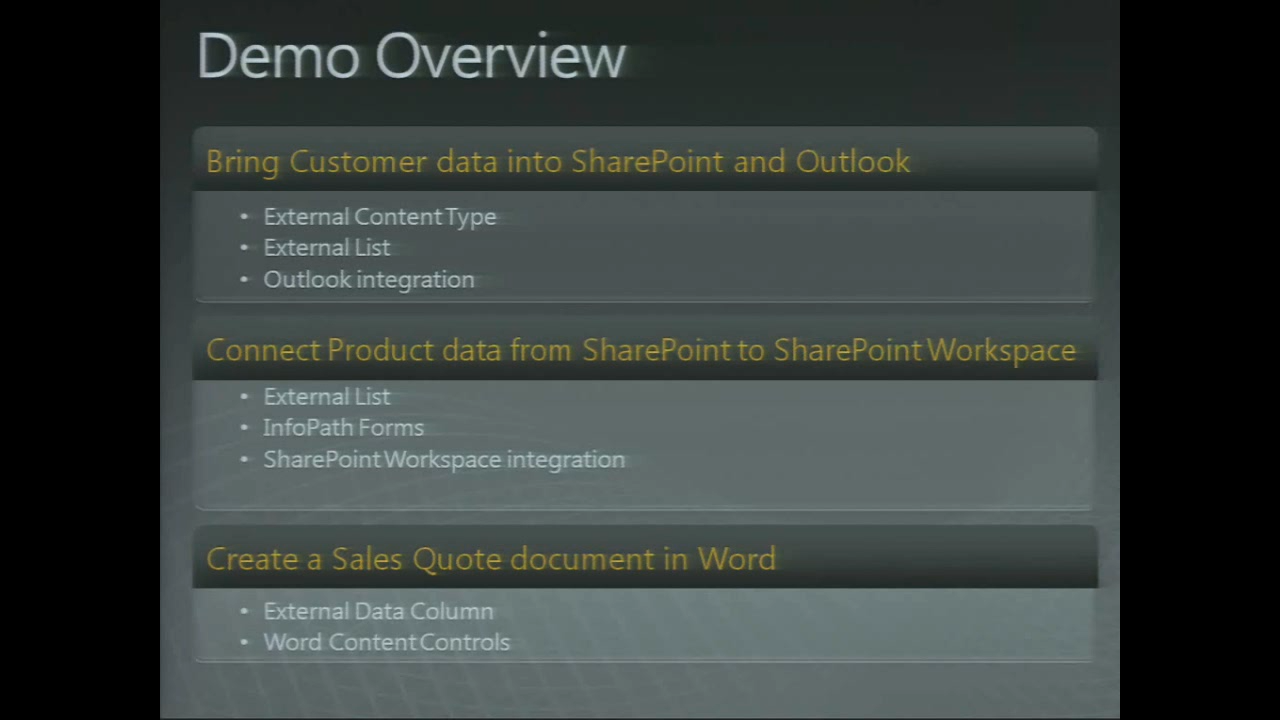 Demo Overview
Bring Customer data into SharePoint and Outlook
• External Content Type
• External List
• Outlook integration
Connect Product data from SharePoint to SharePoint Workspace
• External List
• InfoPath Forms
• SharePoint Workspace integration
Create a Sales Quote document in Word
• External Data Column
• Word Content Controls